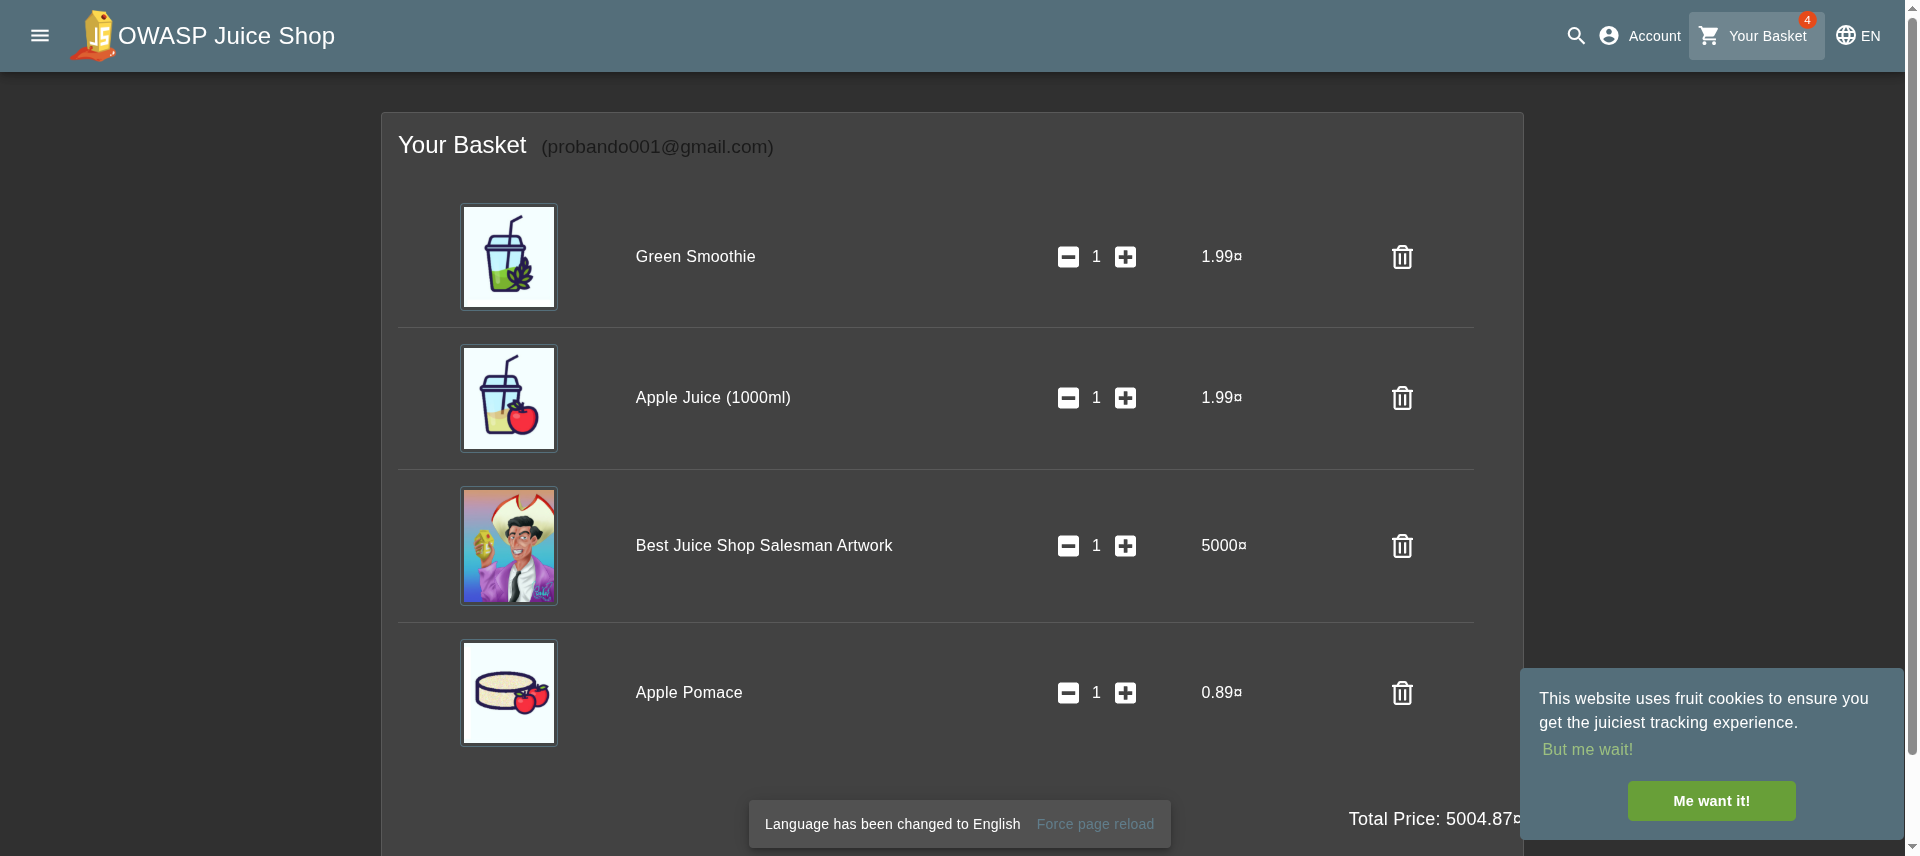 OWASP Juice Shop
Account
Your Basket
4
EN
Your Basket (probando001@gmail.com)
Green Smoothie 1 1.99¤
Apple Juice (1000ml) 1 1.99¤
Best Juice Shop Salesman Artwork 1 5000¤
Apple Pomace 1 0.89¤
This website uses fruit cookies to ensure you
get the juiciest tracking experience.
But me wait!
Me want it!
Language has been changed to English Force page reload
Total Price: 5004.87¤